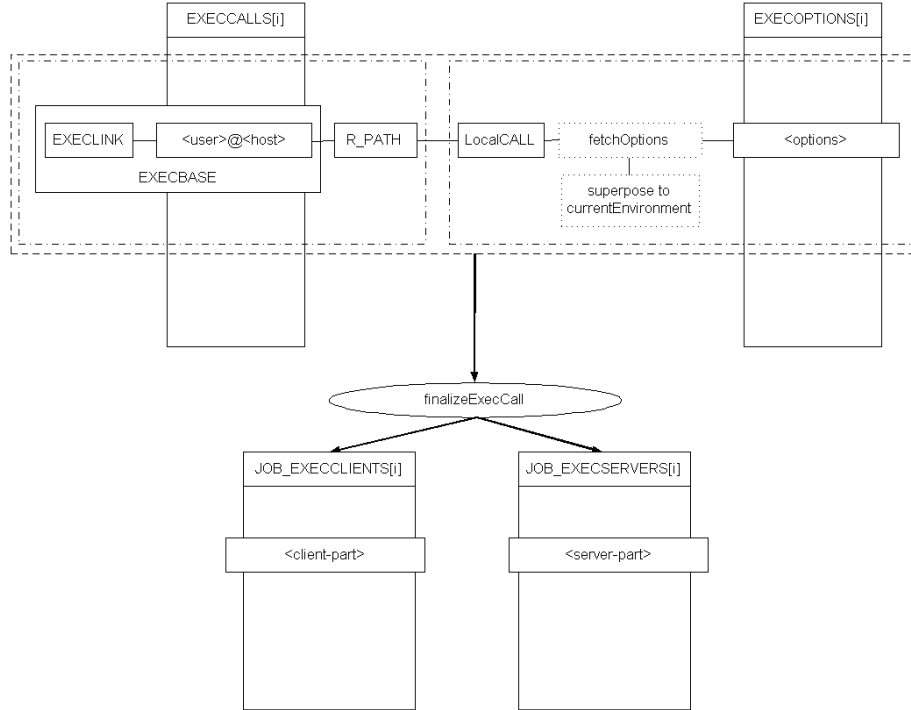 EXECCALLS[i]
EXECOPTIONS[i]
EXECLINK
<user>@<host>
R_PATH
LocalCALL
fetchOptions
<options>
EXECBASE
superpose to
currentEnvironment
finalizeExecCall
JOB_EXECCLIENTS[i]
JOB_EXECSERVERS[i]
<client-part>
<server-part>